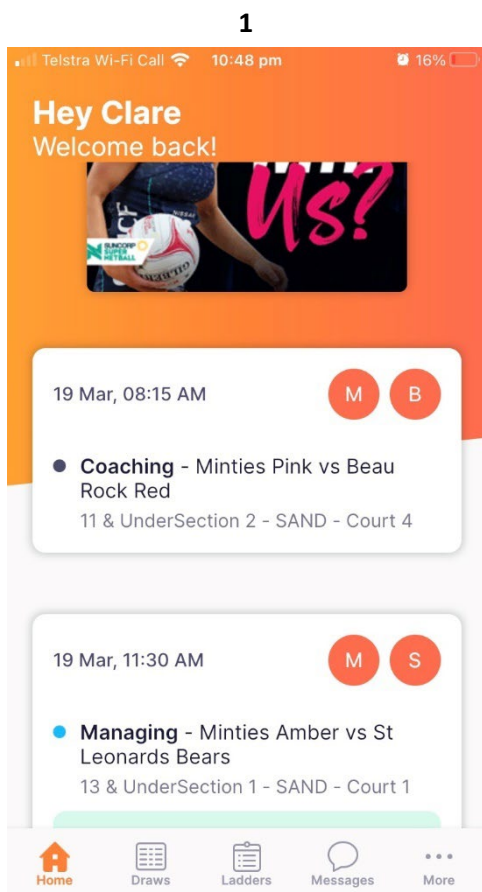 1
Telstra Wi-Fi Call 10:48 pm 16%
Hey Clare
Welcome back!
Us?
NISSAN
GILBERT
SUNCORP
SUPER
NETBALL
19 Mar, 08:15 AM M B
Coaching - Minties Pink vs Beau
Rock Red
11 & UnderSection 2 - SAND - Court 4
19 Mar, 11:30 AM M S
Managing - Minties Amber vs St
Leonards Bears
13 & UnderSection 1 - SAND - Court 1
Home Draws Ladders Messages More